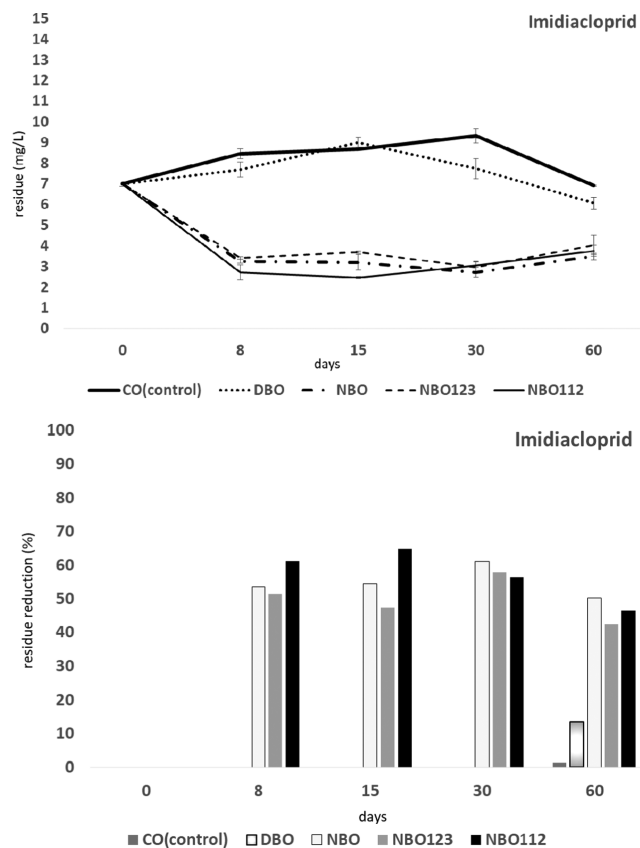 Imidiacloprid
15
14
13
12
11
10
9
8
7
6
5
4
3
2
1
0
residue (mg/L)
0 8 15 30 60
days
CO(control) DBO NBO NBO123 NBO112
Imidiacloprid
100
90
80
70
60
50
40
30
20
10
0
residue reduction (%)
0 8 15 30 60
days
CO(control) DBO NBO NBO123 NBO112